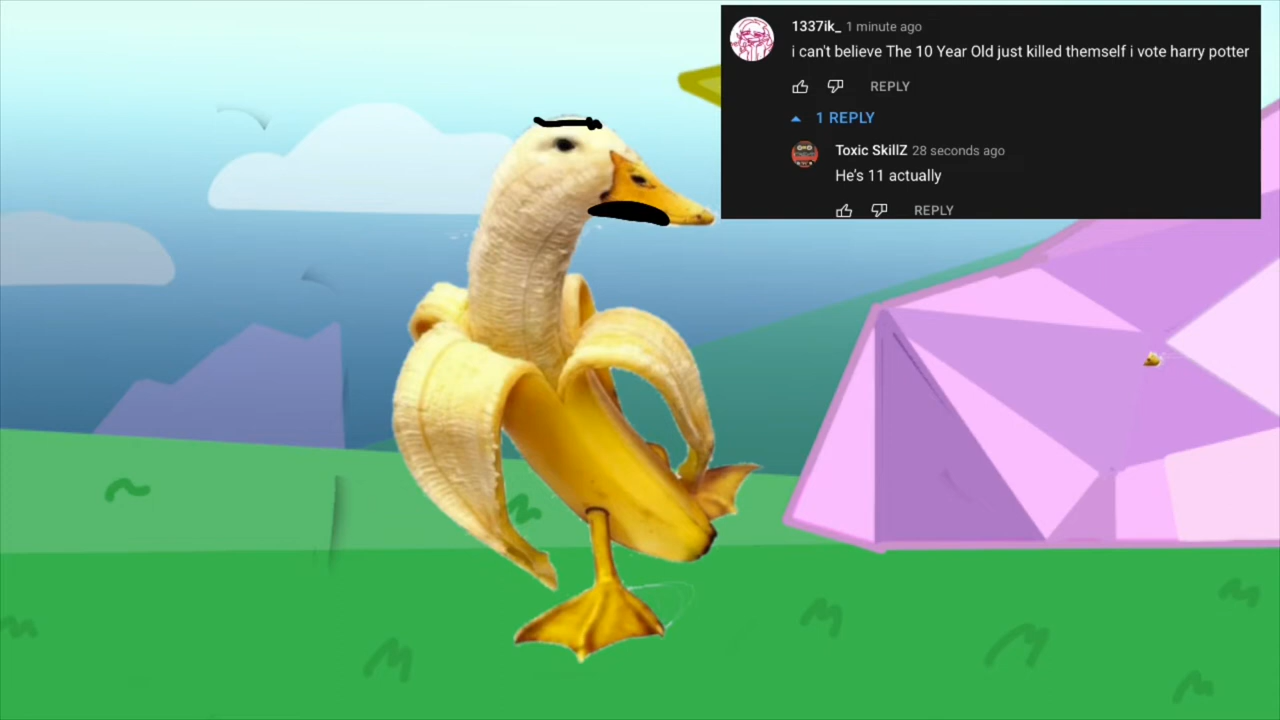 1337ik_ 1 minute ago
i can't believe The 10 Year Old just killed themself i vote harry potter
REPLY
1 REPLY
Toxic SkillZ 28 seconds ago
He's 11 actually
REPLY